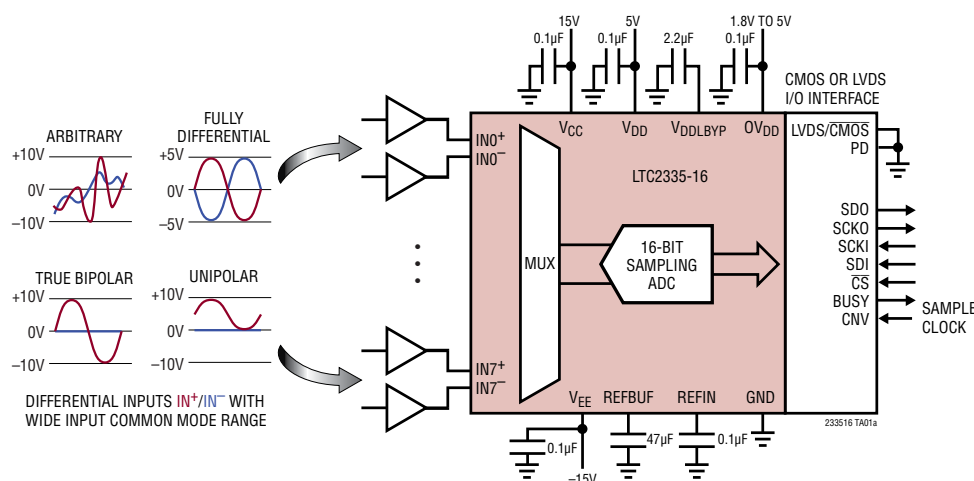 15V
5V
1.8V TO 5V
0.1µF
0.1µF
2.2µF
0.1µF
CMOS OR LVDS
I/O INTERFACE
ARBITRARY
FULLY
DIFFERENTIAL
+10V
0V
–10V
+5V
0V
–5V
TRUE BIPOLAR
UNIPOLAR
+10V
0V
–10V
+10V
0V
–10V
DIFFERENTIAL INPUTS IN+/IN– WITH
WIDE INPUT COMMON MODE RANGE
IN0+
IN0–
IN7+
IN7–
VCC
VDD
VDDLBYP
OVDD
LTC2335-16
MUX
16-BIT
SAMPLING
ADC
VEE
REFBUF
REFIN
GND
LVDS/C̅M̅O̅S̅
PD
SDO
SCKO
SCKI
SDI
C̅S̅
BUSY
CNV
SAMPLE
CLOCK
0.1µF
–15V
47µF
0.1µF
233516 TA01a